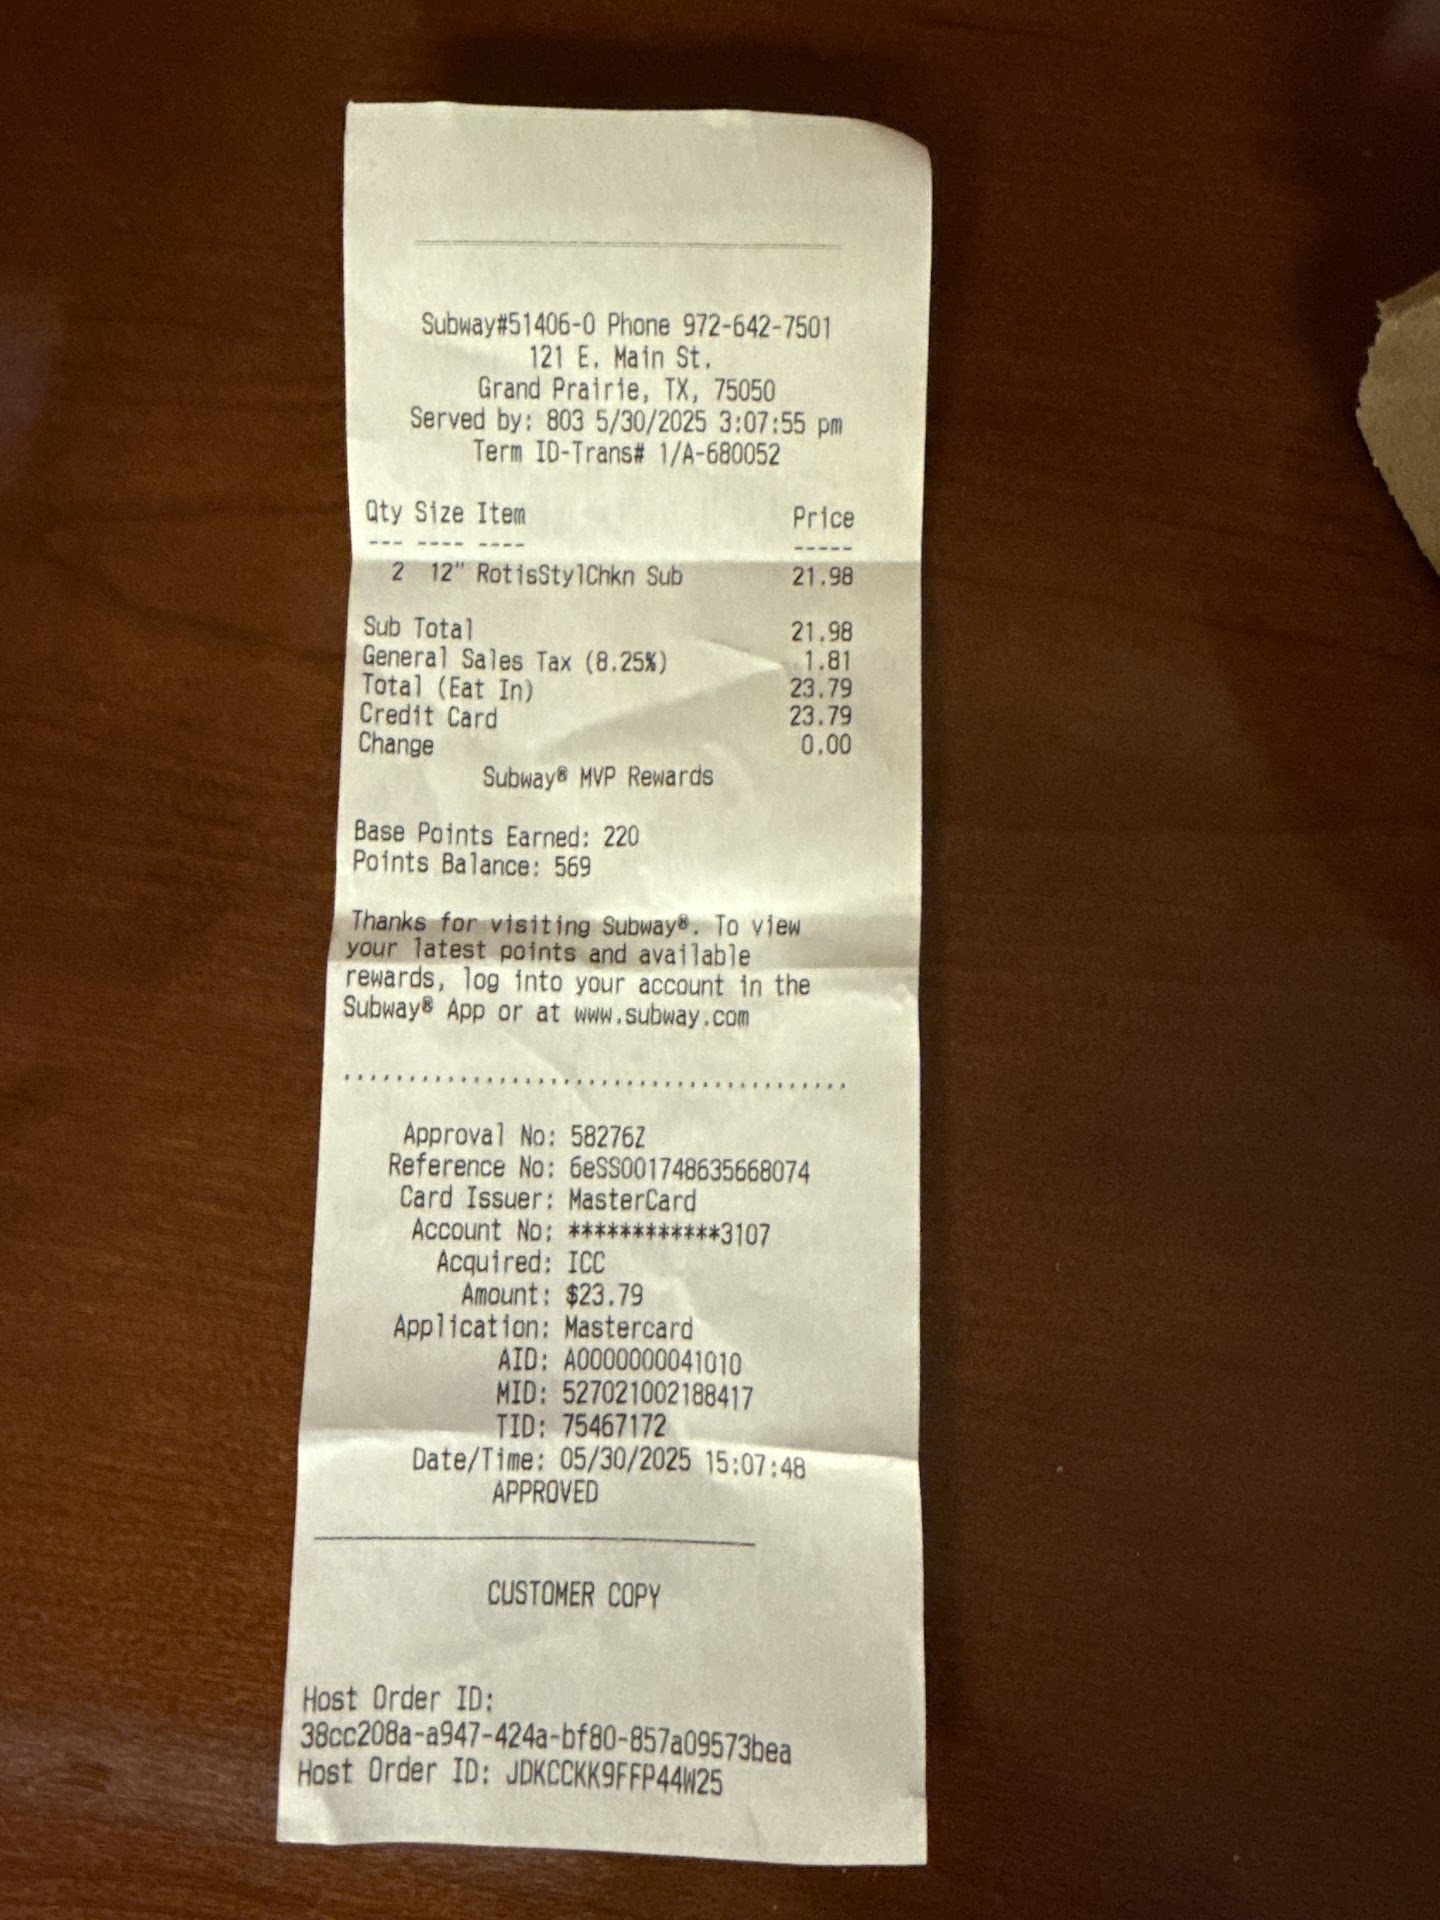 Subway#51406-0 Phone 972-642-7501
121 E. Main St.
Grand Prairie, TX, 75050
Served by: 803 5/30/2025 3:07:55 pm
Term ID-Trans# 1/A-680052
Qty Size Item Price
--- ---- ---- -----
2 12" RotisStylChkn Sub 21.98
Sub Total 21.98
General Sales Tax (8.25%) 1.81
Total (Eat In) 23.79
Credit Card 23.79
Change 0.00
Subway® MVP Rewards
Base Points Earned: 220
Points Balance: 569
Thanks for visiting Subway®. To view
your latest points and available
rewards, log into your account in the
Subway® App or at www.subway.com
........................................
Approval No: 58276Z
Reference No: 6eSS001748635668074
Card Issuer: MasterCard
Account No: ************3107
Acquired: ICC
Amount: $23.79
Application: Mastercard
AID: A0000000041010
MID: 527021002188417
TID: 75467172
Date/Time: 05/30/2025 15:07:48
APPROVED
CUSTOMER COPY
Host Order ID:
38cc208a-a947-424a-bf80-857a09573bea
Host Order ID: JDKCCKK9FFP44W25